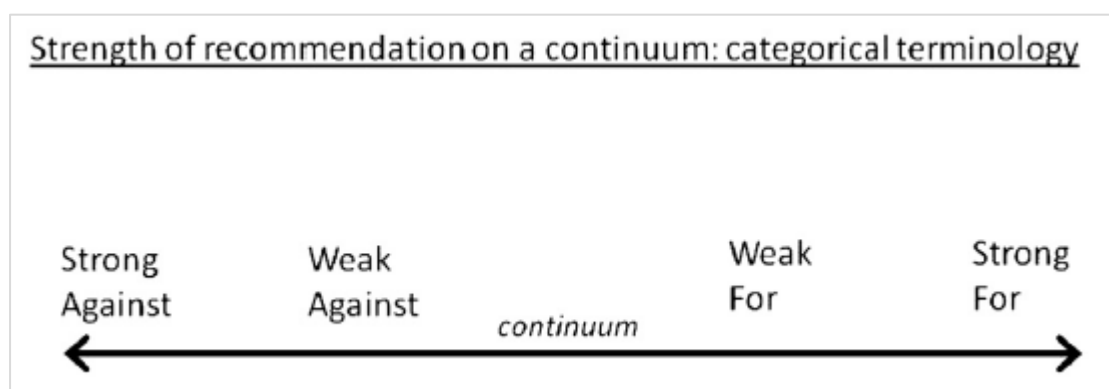 Strength of recommendation on a continuum: categorical terminology
Strong Against
Weak Against
Weak For
Strong For
continuum